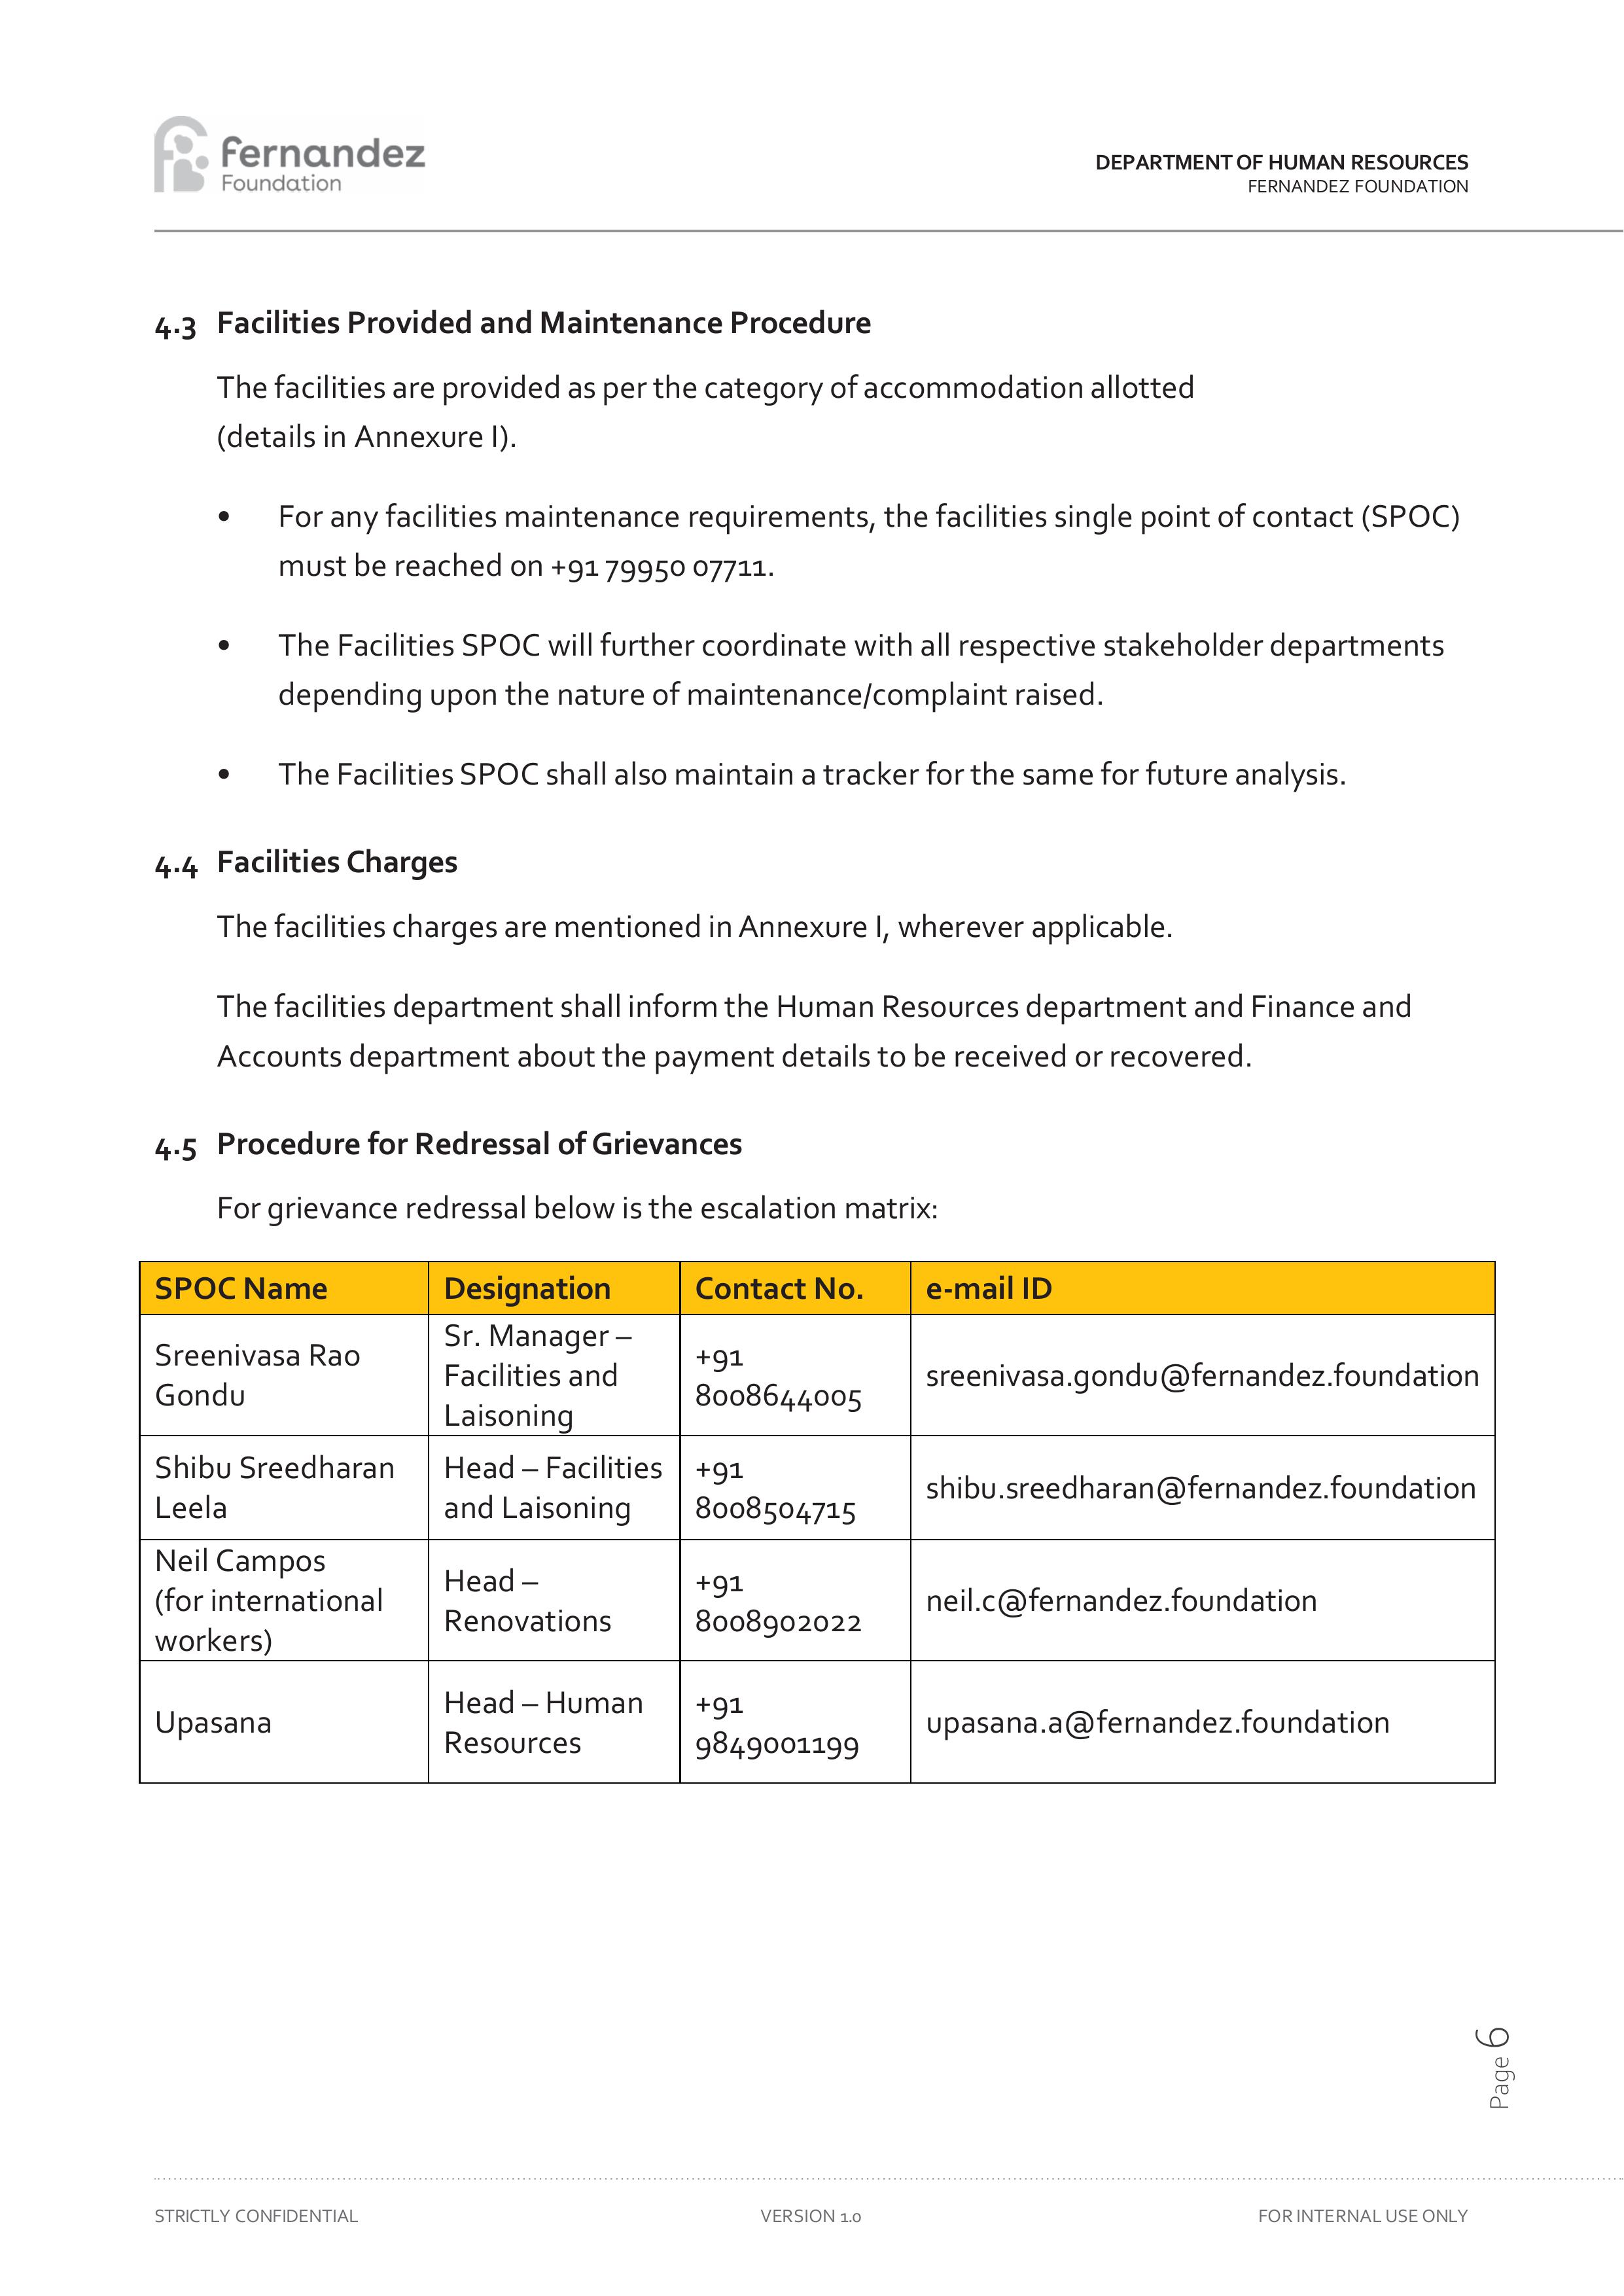 fernandez
Foundation
DEPARTMENT OF HUMAN RESOURCES
FERNANDEZ FOUNDATION
4.3 Facilities Provided and Maintenance Procedure
The facilities are provided as per the category of accommodation allotted
(details in Annexure I).
• For any facilities maintenance requirements, the facilities single point of contact (SPOC)
must be reached on +91 79950 07711.
• The Facilities SPOC will further coordinate with all respective stakeholder departments
depending upon the nature of maintenance/complaint raised.
• The Facilities SPOC shall also maintain a tracker for the same for future analysis.
4.4 Facilities Charges
The facilities charges are mentioned in Annexure I, wherever applicable.
The facilities department shall inform the Human Resources department and Finance and
Accounts department about the payment details to be received or recovered.
4.5 Procedure for Redressal of Grievances
For grievance redressal below is the escalation matrix:
SPOC Name Designation Contact No. e-mail ID
Sreenivasa Rao
Gondu
Sr. Manager –
Facilities and
Laisoning
+91
8008644005
sreenivasa.gondu@fernandez.foundation
Shibu Sreedharan
Leela
Head – Facilities
and Laisoning
+91
8008504715
shibu.sreedharan@fernandez.foundation
Neil Campos
(for international
workers)
Head –
Renovations
+91
8008902022
neil.c@fernandez.foundation
Upasana
Head – Human
Resources
+91
9849001199
upasana.a@fernandez.foundation
Page 6
STRICTLY CONFIDENTIAL VERSION 1.0 FOR INTERNAL USE ONLY